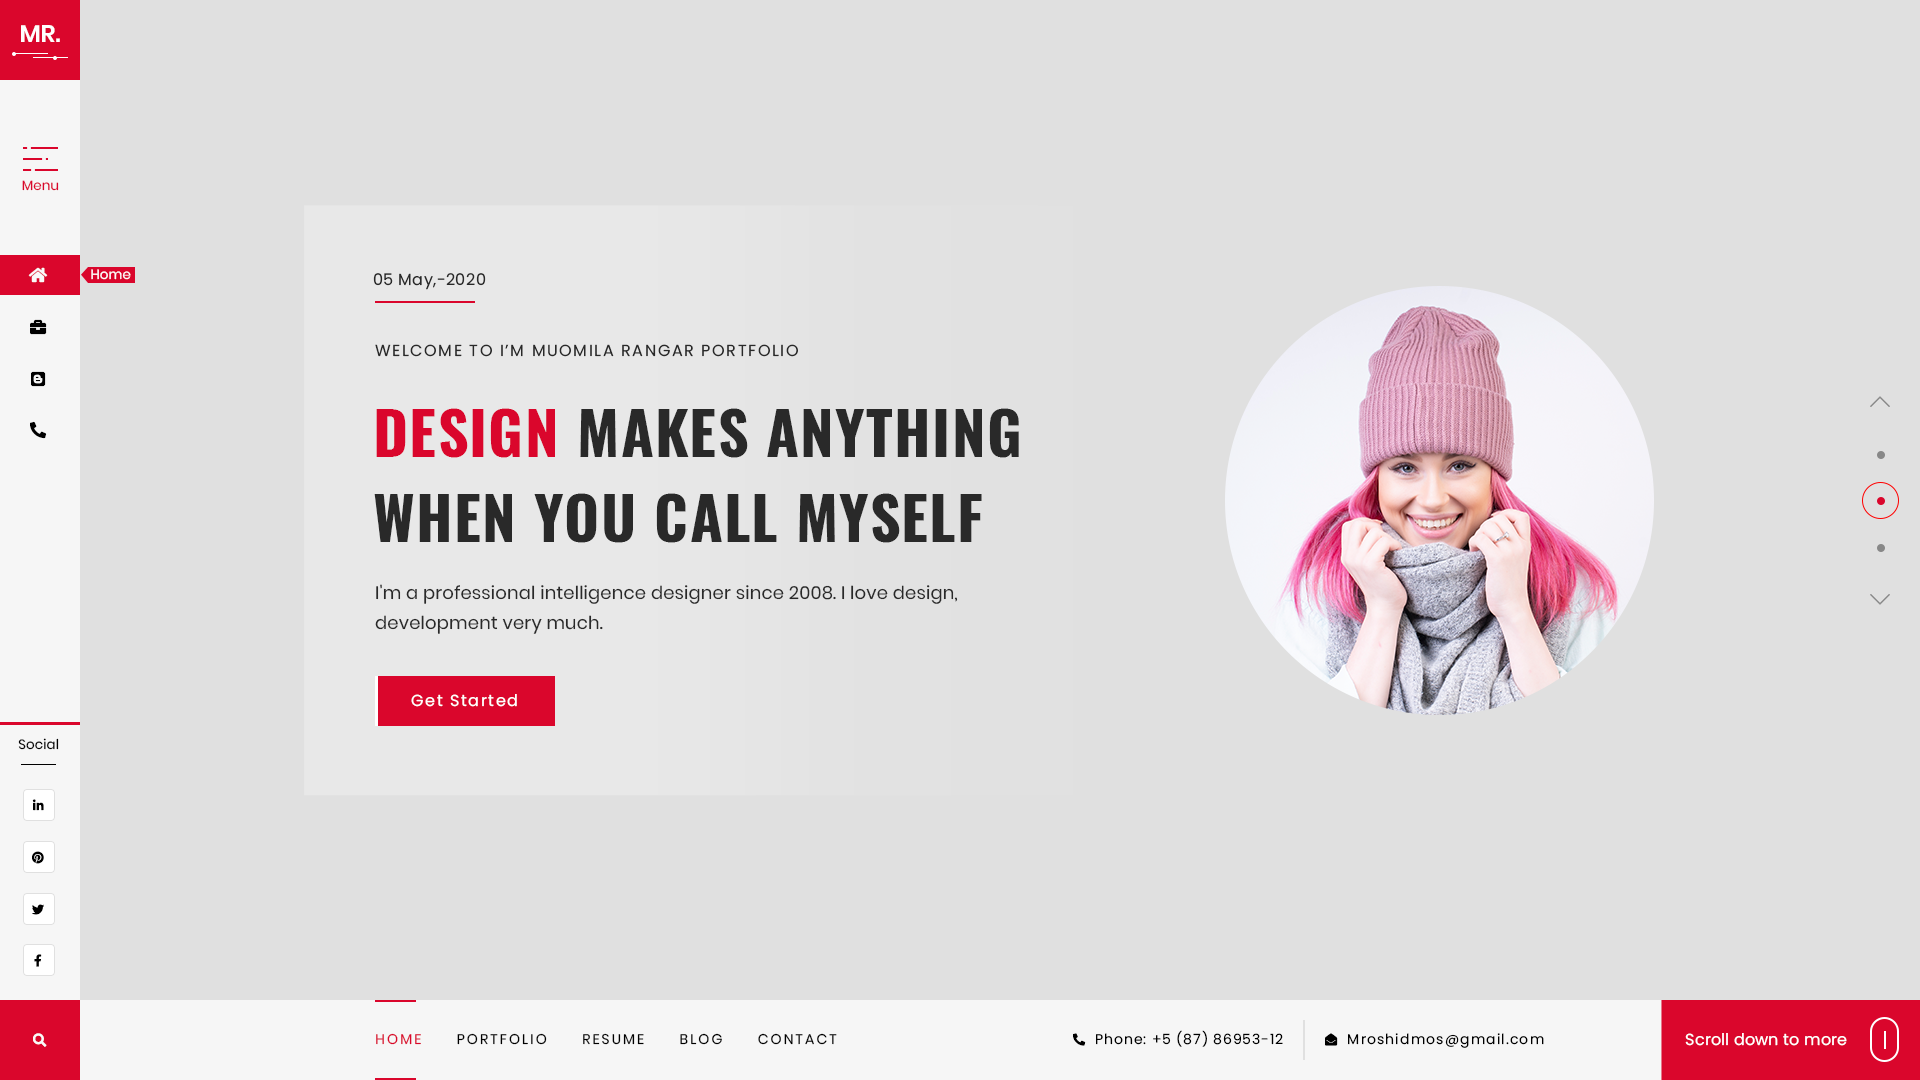 MR.
Menu
Home
05 May,-2020
WELCOME TO I’M MUOMILA RANGAR PORTFOLIO
DESIGN MAKES ANYTHING
WHEN YOU CALL MYSELF
I'm a professional intelligence designer since 2008. I love design,
development very much.
Get Started
Social
HOME PORTFOLIO RESUME BLOG CONTACT
Phone: +5 (87) 86953-12
Mroshidmos@gmail.com
Scroll down to more